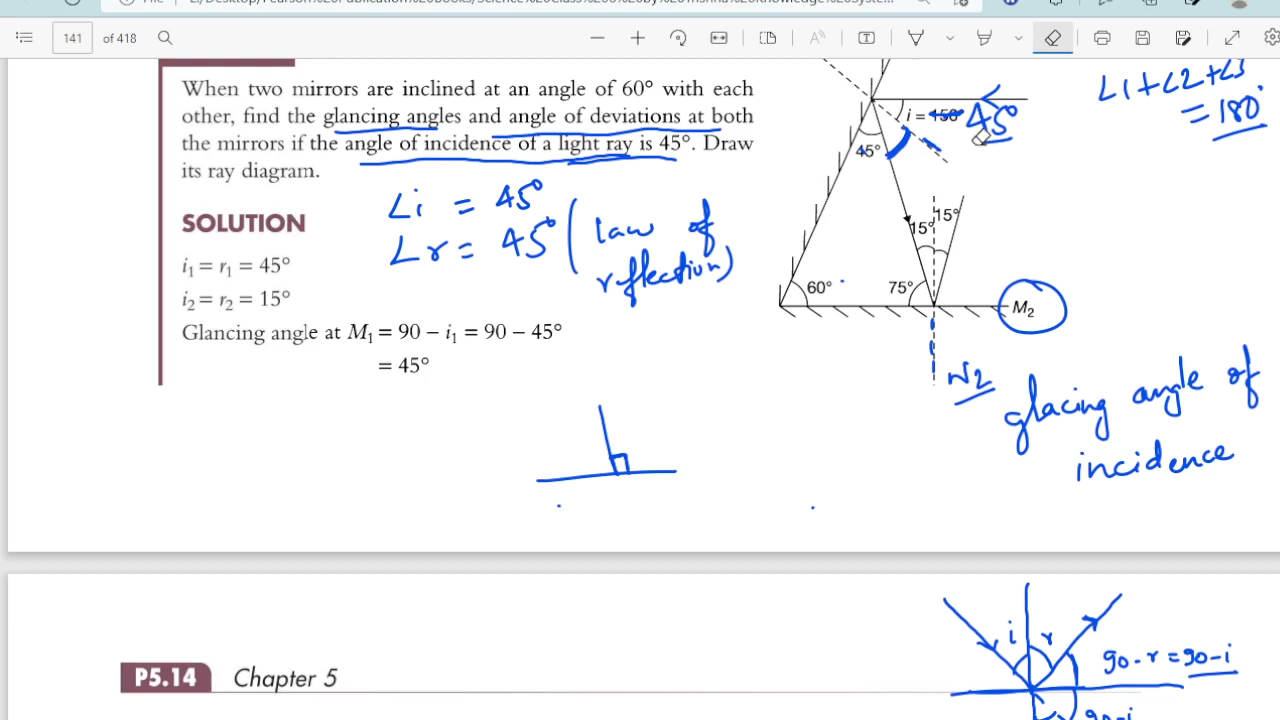 141 of 418
When two mirrors are inclined at an angle of 60° with each
other, find the glancing angles and angle of deviations at both
the mirrors if the angle of incidence of a light ray is 45°. Draw
its ray diagram.
SOLUTION
i₁ = r₁ = 45°
i₂ = r₂ = 15°
Glancing angle at M₁ = 90 − i₁ = 90 − 45°
= 45°
∠i = 45°
∠r = 45° (law of
reflection)
∠1+∠2+∠3
= 180°
i = 150° 45°
45°
15°
15°
60°
75°
M₂
N2
glacing angle of
incidence
P5.14 Chapter 5
i r
90-r = 90-i
90-i